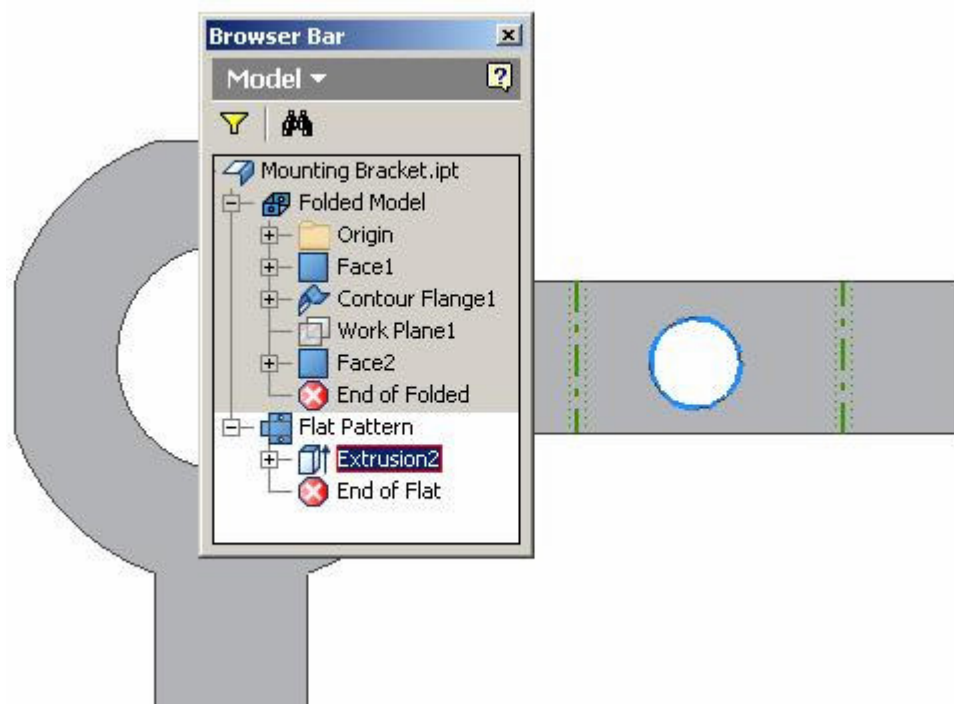 Browser Bar
Model
Mounting Bracket.ipt
Folded Model
Origin
Face1
Contour Flange1
Work Plane1
Face2
End of Folded
Flat Pattern
Extrusion2
End of Flat